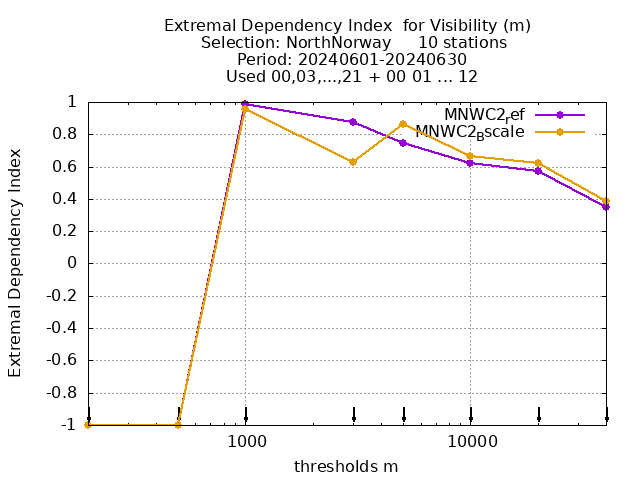 Extremal Dependency Index  for Visibility (m)
Selection: NorthNorway     10 stations
Period: 20240601-20240630
Used 00,03,...,21 + 00 01 ... 12
MNWC2ref
MNWC2Bscale
Extremal Dependency Index
1
0.8
0.6
0.4
0.2
0
-0.2
-0.4
-0.6
-0.8
-1
1000
10000
thresholds m